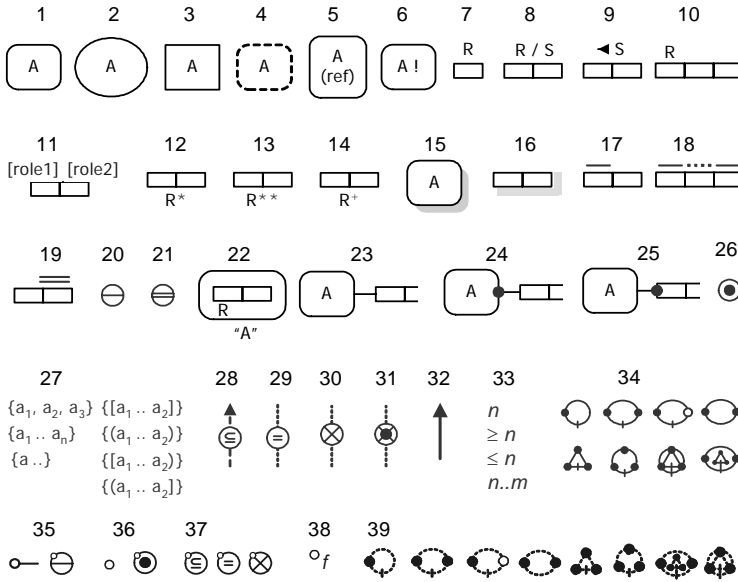 1 2 3 4 5 6 7 8 9 10
A A A A A (ref) A ! R R / S ◄ S R
11 12 13 14 15 16 17 18
[role1] [role2] R* R** R⁺ A
19 20 21 22 23 24 25 26
R "A" A A A
27 28 29 30 31 32 33 34
{a₁, a₂, a₃} {[a₁ .. a₂]} n
{a₁ .. aₙ} {(a₁ .. a₂)} ⊆ = ≥ n
{a ..} {[a₁ .. a₂)} ≤ n
{(a₁ .. a₂]} n..m
35 36 37 38 39
⊆ = f